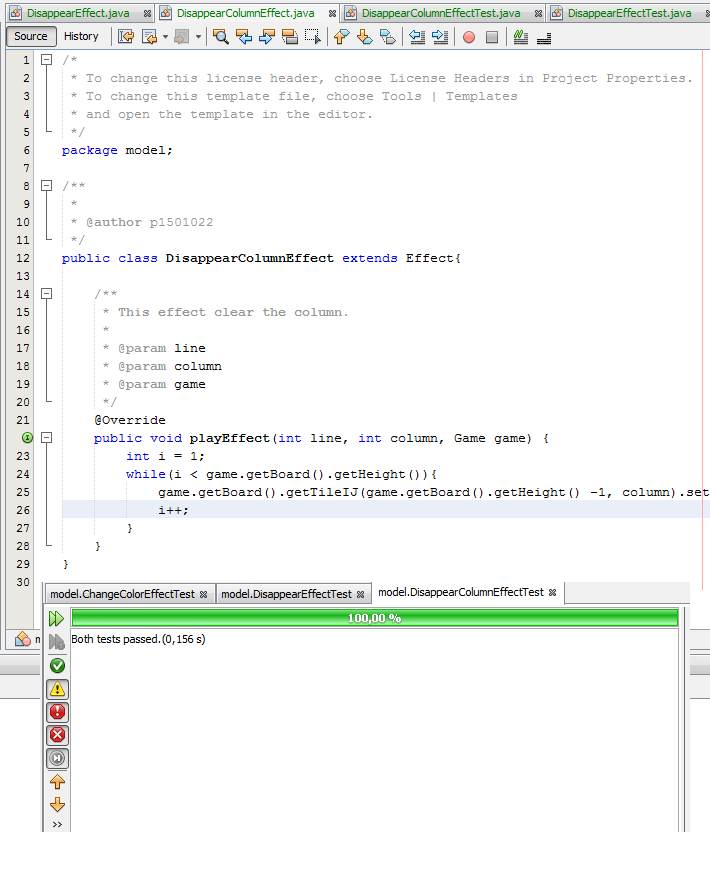 DisappearEffect.java DisappearColumnEffect.java DisappearColumnEffectTest.java DisappearEffectTest.java
Source History
1 /*
2 * To change this license header, choose License Headers in Project Properties.
3 * To change this template file, choose Tools | Templates
4 * and open the template in the editor.
5 */
6 package model;
7
8 /**
9 *
10 * @author p1501022
11 */
12 public class DisappearColumnEffect extends Effect{
13
14 /**
15 * This effect clear the column.
16 *
17 * @param line
18 * @param column
19 * @param game
20 */
21 @Override
public void playEffect(int line, int column, Game game) {
23 int i = 1;
24 while(i < game.getBoard().getHeight()){
25 game.getBoard().getTileIJ(game.getBoard().getHeight() -1, column).set
26 i++;
27 }
28 }
29 }
30
model.ChangeColorEffectTest model.DisappearEffectTest model.DisappearColumnEffectTest
100,00 %
Both tests passed.(0,156 s)